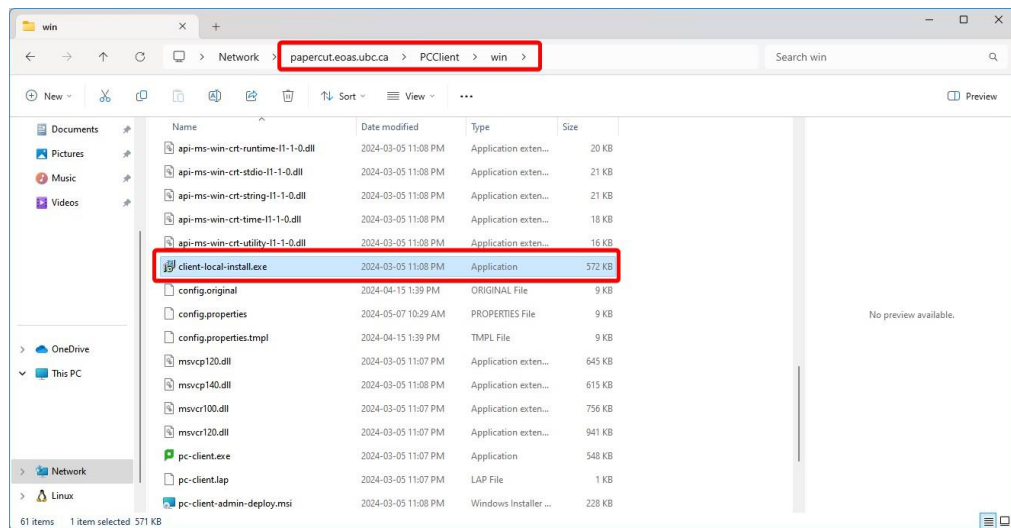 win
Network > papercut.eoas.ubc.ca > PCClient > win >
Search win
New Sort View ... Preview
Documents
Pictures
Music
Videos
OneDrive
This PC
Network
Linux
Name Date modified Type Size
api-ms-win-crt-runtime-l1-1-0.dll 2024-03-05 11:08 PM Application exten... 20 KB
api-ms-win-crt-stdio-l1-1-0.dll 2024-03-05 11:08 PM Application exten... 21 KB
api-ms-win-crt-string-l1-1-0.dll 2024-03-05 11:08 PM Application exten... 21 KB
api-ms-win-crt-time-l1-1-0.dll 2024-03-05 11:08 PM Application exten... 18 KB
api-ms-win-crt-utility-l1-1-0.dll 2024-03-05 11:08 PM Application exten... 16 KB
client-local-install.exe 2024-03-05 11:08 PM Application 572 KB
config.original 2024-04-15 1:39 PM ORIGINAL File 9 KB
config.properties 2024-05-07 10:29 AM PROPERTIES File 9 KB
config.properties.tmpl 2024-04-15 1:39 PM TMPL File 9 KB
msvcp120.dll 2024-03-05 11:07 PM Application exten... 645 KB
msvcp140.dll 2024-03-05 11:08 PM Application exten... 615 KB
msvcr100.dll 2024-03-05 11:07 PM Application exten... 756 KB
msvcr120.dll 2024-03-05 11:07 PM Application exten... 941 KB
pc-client.exe 2024-03-05 11:07 PM Application 548 KB
pc-client.lap 2024-03-05 11:07 PM LAP File 1 KB
pc-client-admin-deploy.msi 2024-03-05 11:08 PM Windows Installer ... 228 KB
No preview available.
61 items 1 item selected 571 KB